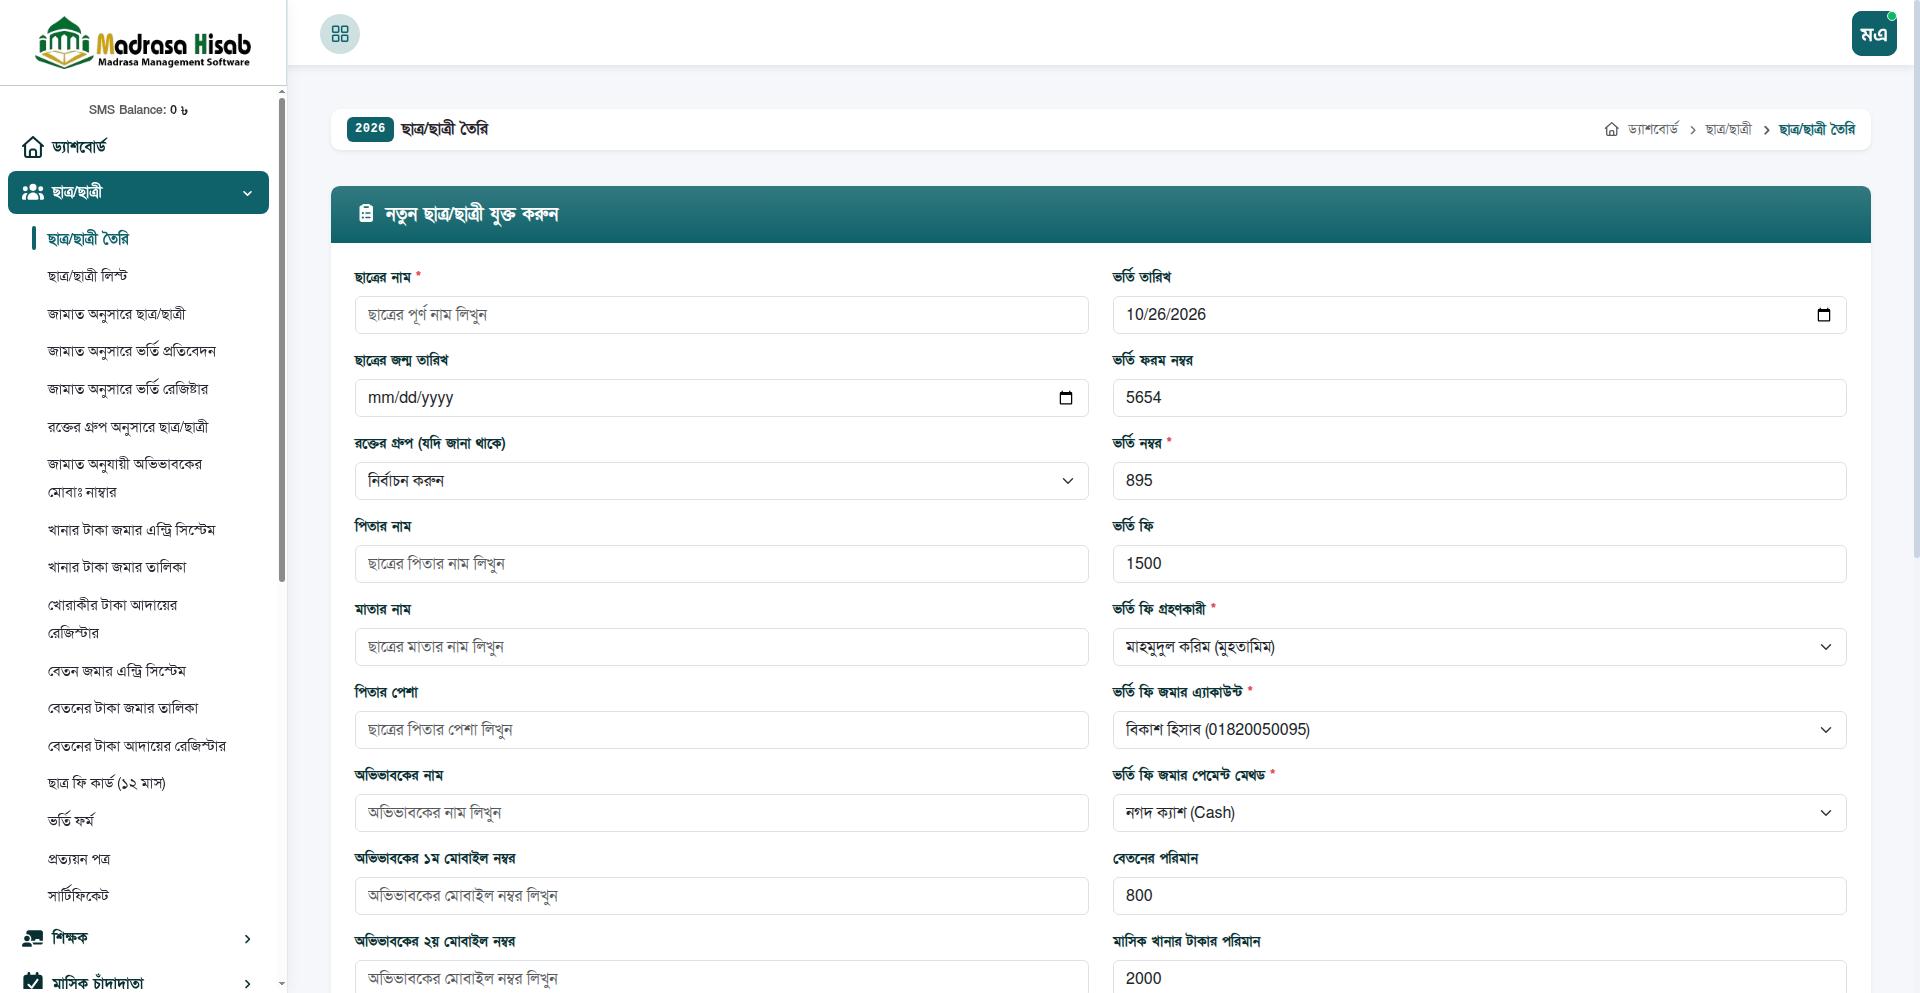 Madrasa Hisab
Madrasa Management Software
SMS Balance: 0 ৳
ড্যাশবোর্ড
ছাত্র/ছাত্রী
ছাত্র/ছাত্রী তৈরি
ছাত্র/ছাত্রী লিস্ট
জামাত অনুসারে ছাত্র/ছাত্রী
জামাত অনুসারে ভর্তি প্রতিবেদন
জামাত অনুসারে ভর্তি রেজিষ্টার
রক্তের গ্রুপ অনুসারে ছাত্র/ছাত্রী
জামাত অনুযায়ী অভিভাবকের
মোবাঃ নাম্বার
খানার টাকা জমার এন্ট্রি সিস্টেম
খানার টাকা জমার তালিকা
খোরাকীর টাকা আদায়ের
রেজিস্টার
বেতন জমার এন্ট্রি সিস্টেম
বেতনের টাকা জমার তালিকা
বেতনের টাকা আদায়ের রেজিস্টার
ছাত্র ফি কার্ড (১২ মাস)
ভর্তি ফর্ম
প্রত্যয়ন পত্র
সার্টিফিকেট
শিক্ষক
মাসিক চাঁদাদাতা
মএ
2026 ছাত্র/ছাত্রী তৈরি
ড্যাশবোর্ড > ছাত্র/ছাত্রী > ছাত্র/ছাত্রী তৈরি
নতুন ছাত্র/ছাত্রী যুক্ত করুন
ছাত্রের নাম *
ছাত্রের পূর্ণ নাম লিখুন
ছাত্রের জন্ম তারিখ
mm/dd/yyyy
রক্তের গ্রুপ (যদি জানা থাকে)
নির্বাচন করুন
পিতার নাম
ছাত্রের পিতার নাম লিখুন
মাতার নাম
ছাত্রের মাতার নাম লিখুন
পিতার পেশা
ছাত্রের পিতার পেশা লিখুন
অভিভাবকের নাম
অভিভাবকের নাম লিখুন
অভিভাবকের ১ম মোবাইল নম্বর
অভিভাবকের মোবাইল নম্বর লিখুন
অভিভাবকের ২য় মোবাইল নম্বর
অভিভাবকের মোবাইল নম্বর লিখুন
ভর্তি তারিখ
10/26/2026
ভর্তি ফরম নম্বর
5654
ভর্তি নম্বর *
895
ভর্তি ফি
1500
ভর্তি ফি গ্রহণকারী *
মাহমুদুল করিম (মুহতামিম)
ভর্তি ফি জমার এ্যাকাউন্ট *
বিকাশ হিসাব (01820050095)
ভর্তি ফি জমার পেমেন্ট মেথড *
নগদ ক্যাশ (Cash)
বেতনের পরিমান
800
মাসিক খানার টাকার পরিমান
2000